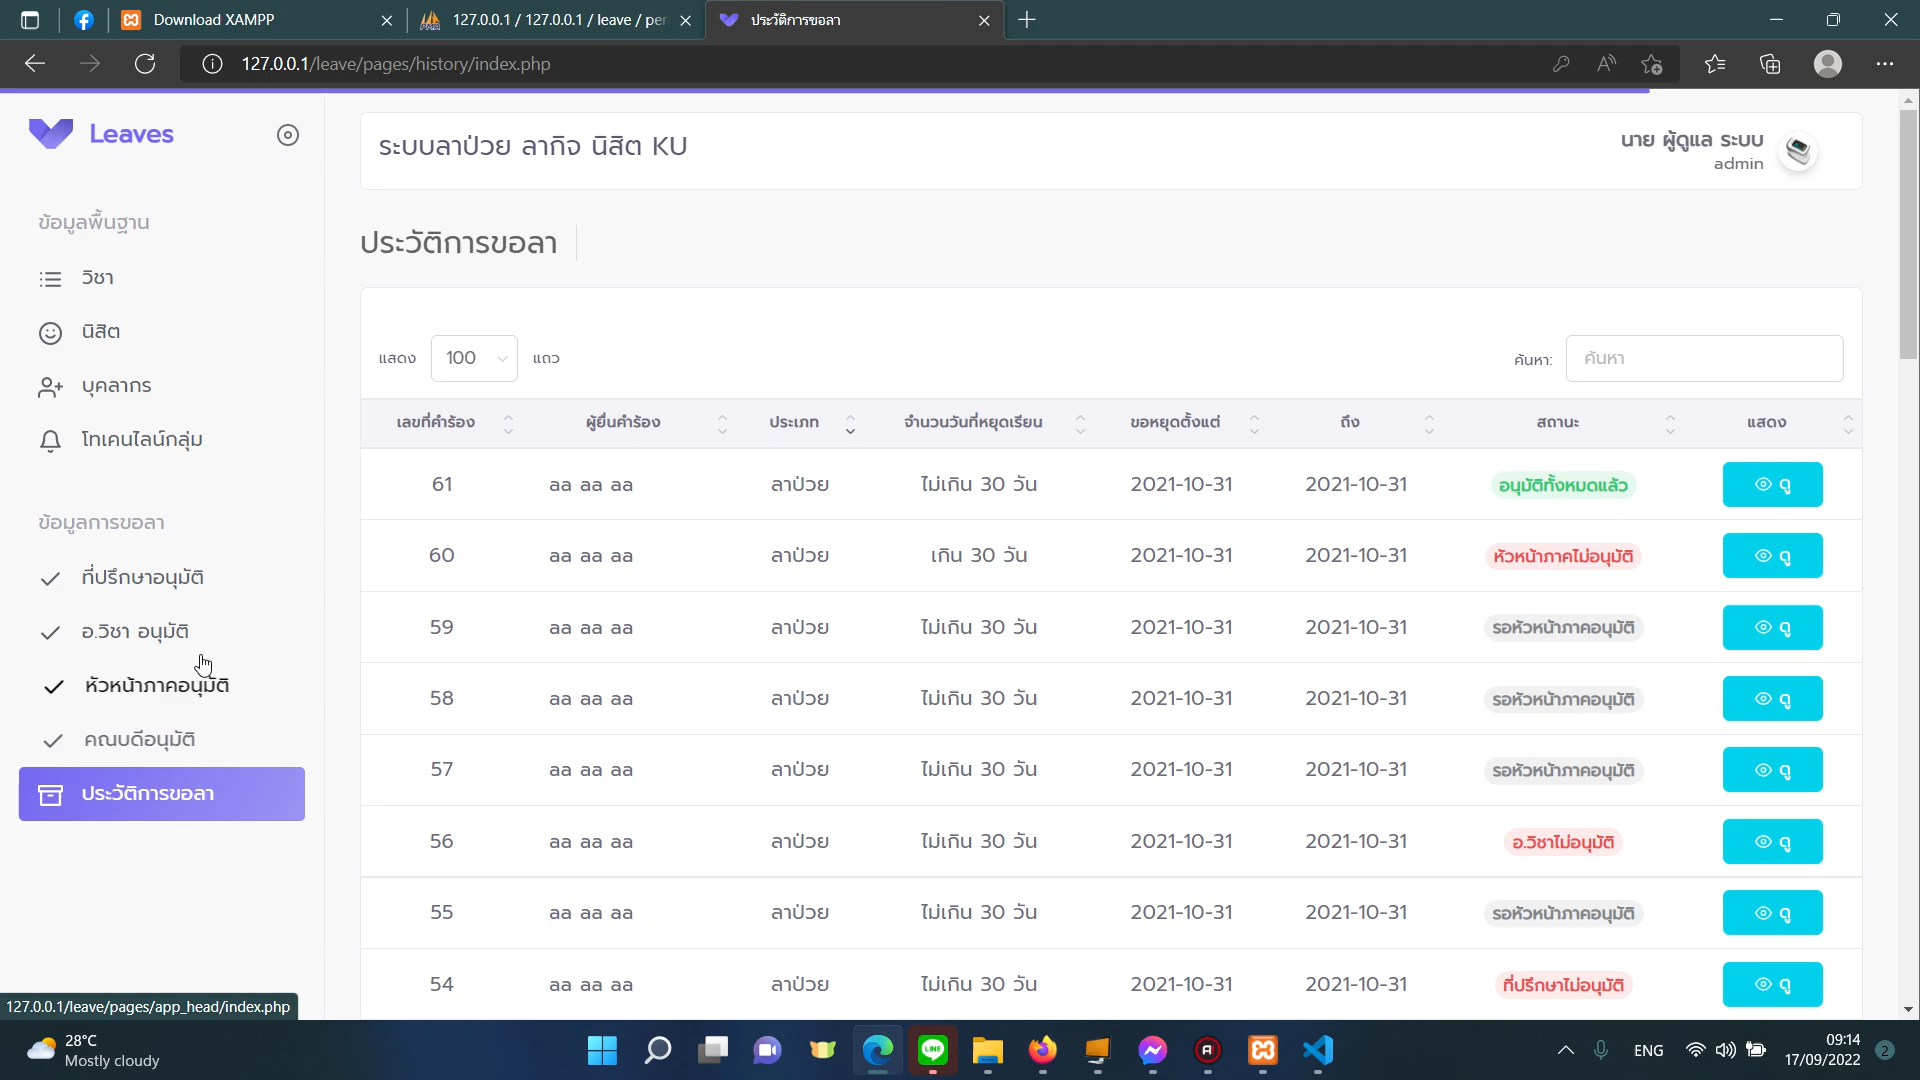 Download XAMPP
127.0.0.1 / 127.0.0.1 / leave / per
ประวัติการขอลา
127.0.0.1/leave/pages/history/index.php
Leaves
ระบบลาป่วย ลากิจ นิสิต KU
นาย ผู้ดูแล ระบบ
admin
ข้อมูลพื้นฐาน
วิชา
นิสิต
บุคลากร
โทเคนไลน์กลุ่ม
ข้อมูลการขอลา
ที่ปรึกษาอนุมัติ
อ.วิชา อนุมัติ
หัวหน้าภาคอนุมัติ
คณบดีอนุมัติ
ประวัติการขอลา
ประวัติการขอลา
แสดง 100 แถว
ค้นหา: ค้นหา
เลขที่คำร้อง ผู้ยื่นคำร้อง ประเภท จำนวนวันที่หยุดเรียน ขอหยุดตั้งแต่ ถึง สถานะ แสดง
61 aa aa aa ลาป่วย ไม่เกิน 30 วัน 2021-10-31 2021-10-31 อนุมัติทั้งหมดแล้ว ดู
60 aa aa aa ลาป่วย เกิน 30 วัน 2021-10-31 2021-10-31 หัวหน้าภาคไม่อนุมัติ ดู
59 aa aa aa ลาป่วย ไม่เกิน 30 วัน 2021-10-31 2021-10-31 รอหัวหน้าภาคอนุมัติ ดู
58 aa aa aa ลาป่วย ไม่เกิน 30 วัน 2021-10-31 2021-10-31 รอหัวหน้าภาคอนุมัติ ดู
57 aa aa aa ลาป่วย ไม่เกิน 30 วัน 2021-10-31 2021-10-31 รอหัวหน้าภาคอนุมัติ ดู
56 aa aa aa ลาป่วย ไม่เกิน 30 วัน 2021-10-31 2021-10-31 อ.วิชาไม่อนุมัติ ดู
55 aa aa aa ลาป่วย ไม่เกิน 30 วัน 2021-10-31 2021-10-31 รอหัวหน้าภาคอนุมัติ ดู
54 aa aa aa ลาป่วย ไม่เกิน 30 วัน 2021-10-31 2021-10-31 ที่ปรึกษาไม่อนุมัติ ดู
127.0.0.1/leave/pages/app_head/index.php
28°C
Mostly cloudy
LINE
ENG
09:14
17/09/2022
2